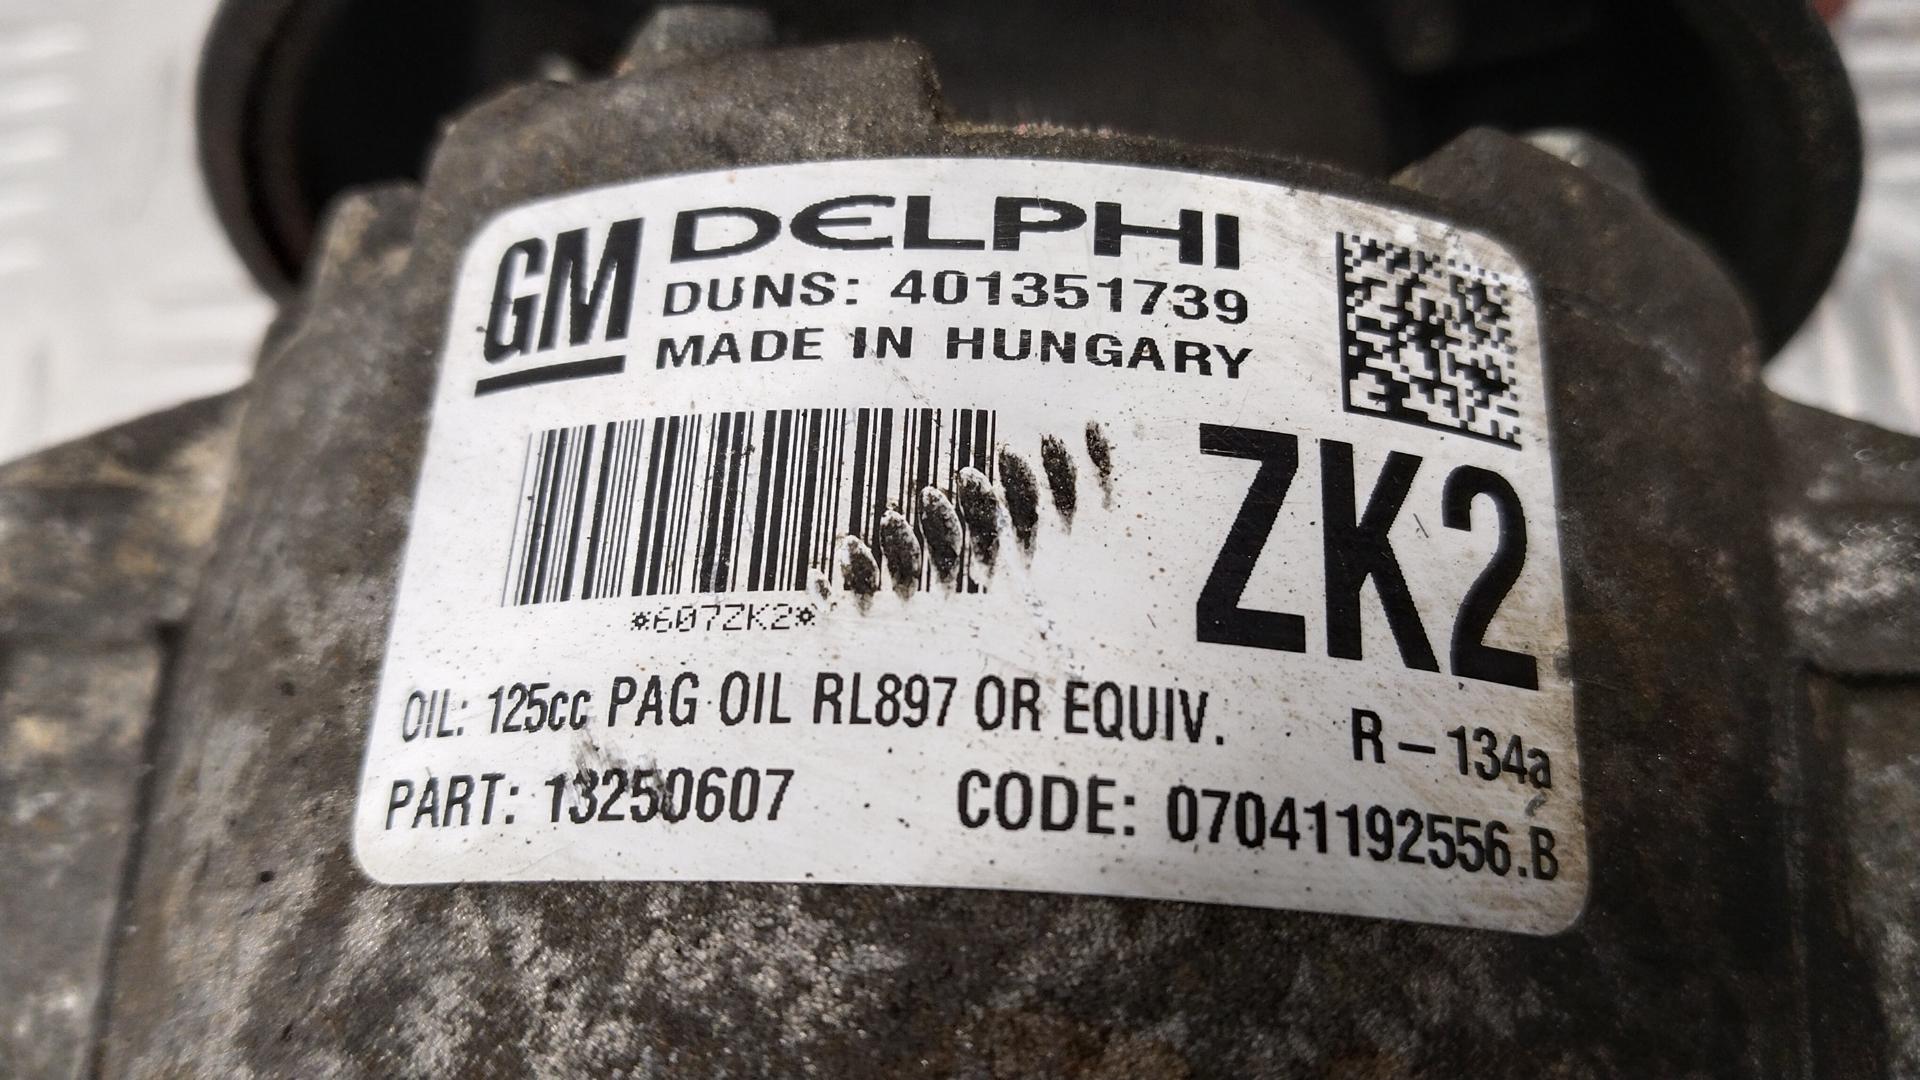 GM DELPHI
DUNS: 401351739
MADE IN HUNGARY
*607ZK2*
ZK2
OIL: 125cc PAG OIL RL897 OR EQUIV.
R-134a
PART: 13250607
CODE: 07041192556.B